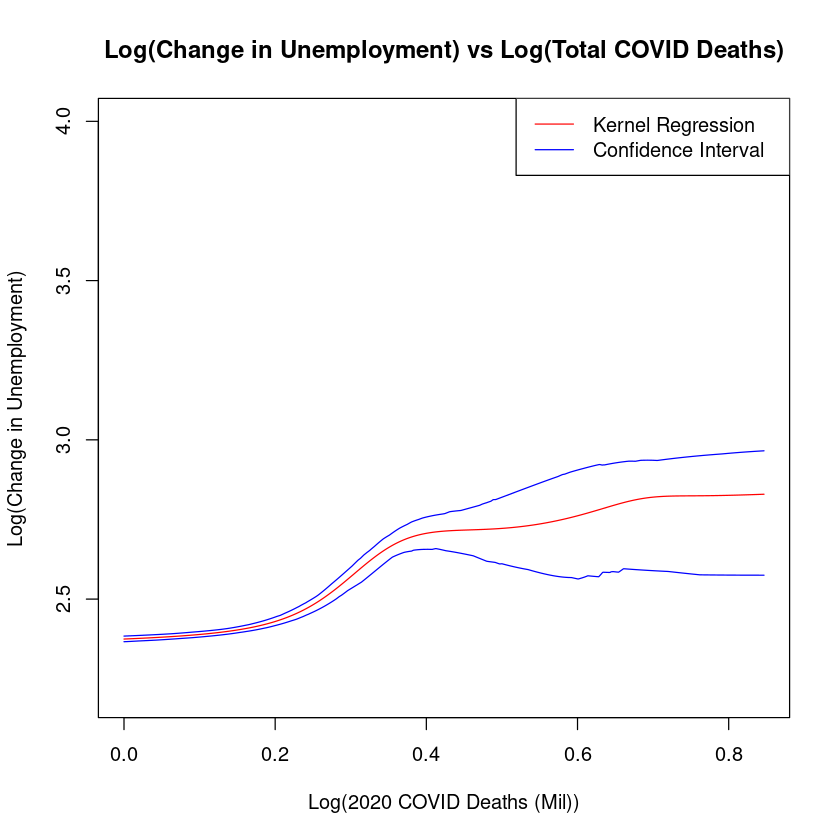 Log(Change in Unemployment) vs Log(Total COVID Deaths)
Kernel Regression
Confidence Interval
Log(Change in Unemployment)
4.0
3.5
3.0
2.5
0.0 0.2 0.4 0.6 0.8
Log(2020 COVID Deaths (Mil))